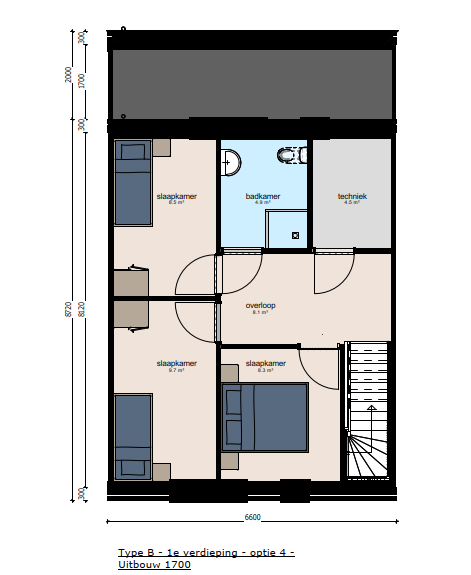 300
2000
1700
300
slaapkamer
8.5 m²
badkamer
4.9 m²
techniek
4.5 m²
overloop
8.1 m²
8720
8120
slaapkamer
9.7 m²
slaapkamer
9.3 m²
300
6600
Type B - 1e verdieping - optie 4 -
Uitbouw 1700